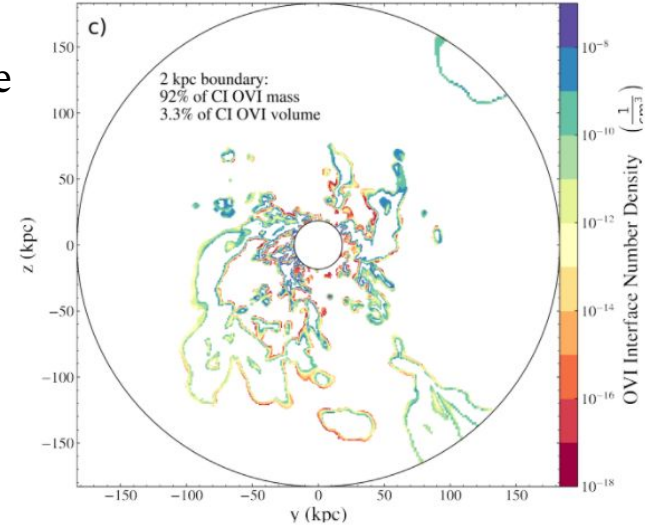 e
c)
2 kpc boundary:
92% of CI OVI mass
3.3% of CI OVI volume
150
100
50
0
−50
−100
−150
z (kpc)
−150 −100 −50 0 50 100 150
y (kpc)
10⁻⁸
10⁻¹⁰
10⁻¹²
10⁻¹⁴
10⁻¹⁶
10⁻¹⁸
OVI Interface Number Density (1/cm³)